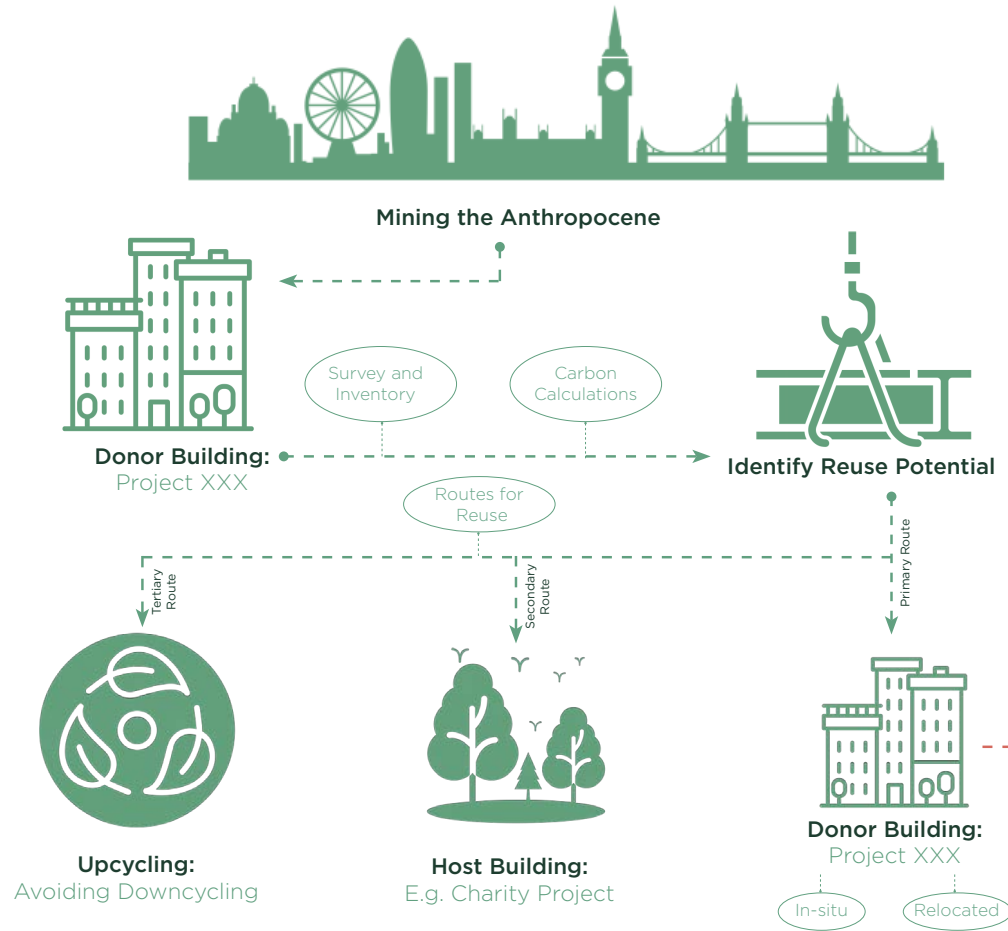 Mining the Anthropocene
Survey and
Inventory
Carbon
Calculations
Donor Building:
Project XXX
Identify Reuse Potential
Routes for
Reuse
Tertiary
Route
Secondary
Route
Primary Route
Upcycling:
Avoiding Downcycling
Host Building:
E.g. Charity Project
Donor Building:
Project XXX
In-situ
Relocated